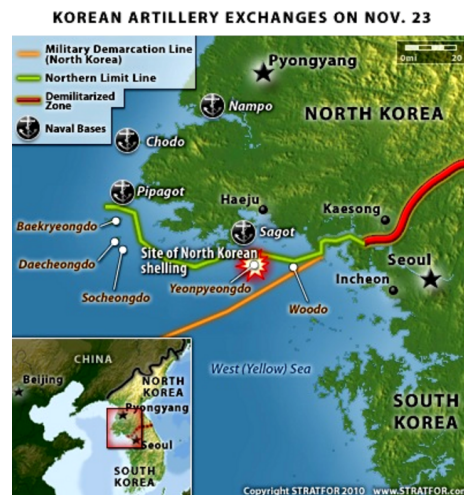 KOREAN ARTILLERY EXCHANGES ON NOV. 23
Military Demarcation Line
(North Korea)
Northern Limit Line
Demilitarized
Zone
Naval Bases
0mi
20
Pyongyang
Nampo
NORTH KOREA
Chodo
Pipagot
Haeju
Kaesong
Baekryeongdo
Sagot
Site of North Korean
shelling
Daecheongdo
Seoul
Yeonpyeongdo
Incheon
Socheongdo
Woodo
West (Yellow) Sea
SOUTH
KOREA
CHINA
Beijing
NORTH
KOREA
Pyongyang
Seoul
SOUTH
KOREA
Copyright STRATFOR 2010 www.STRATFOR.com